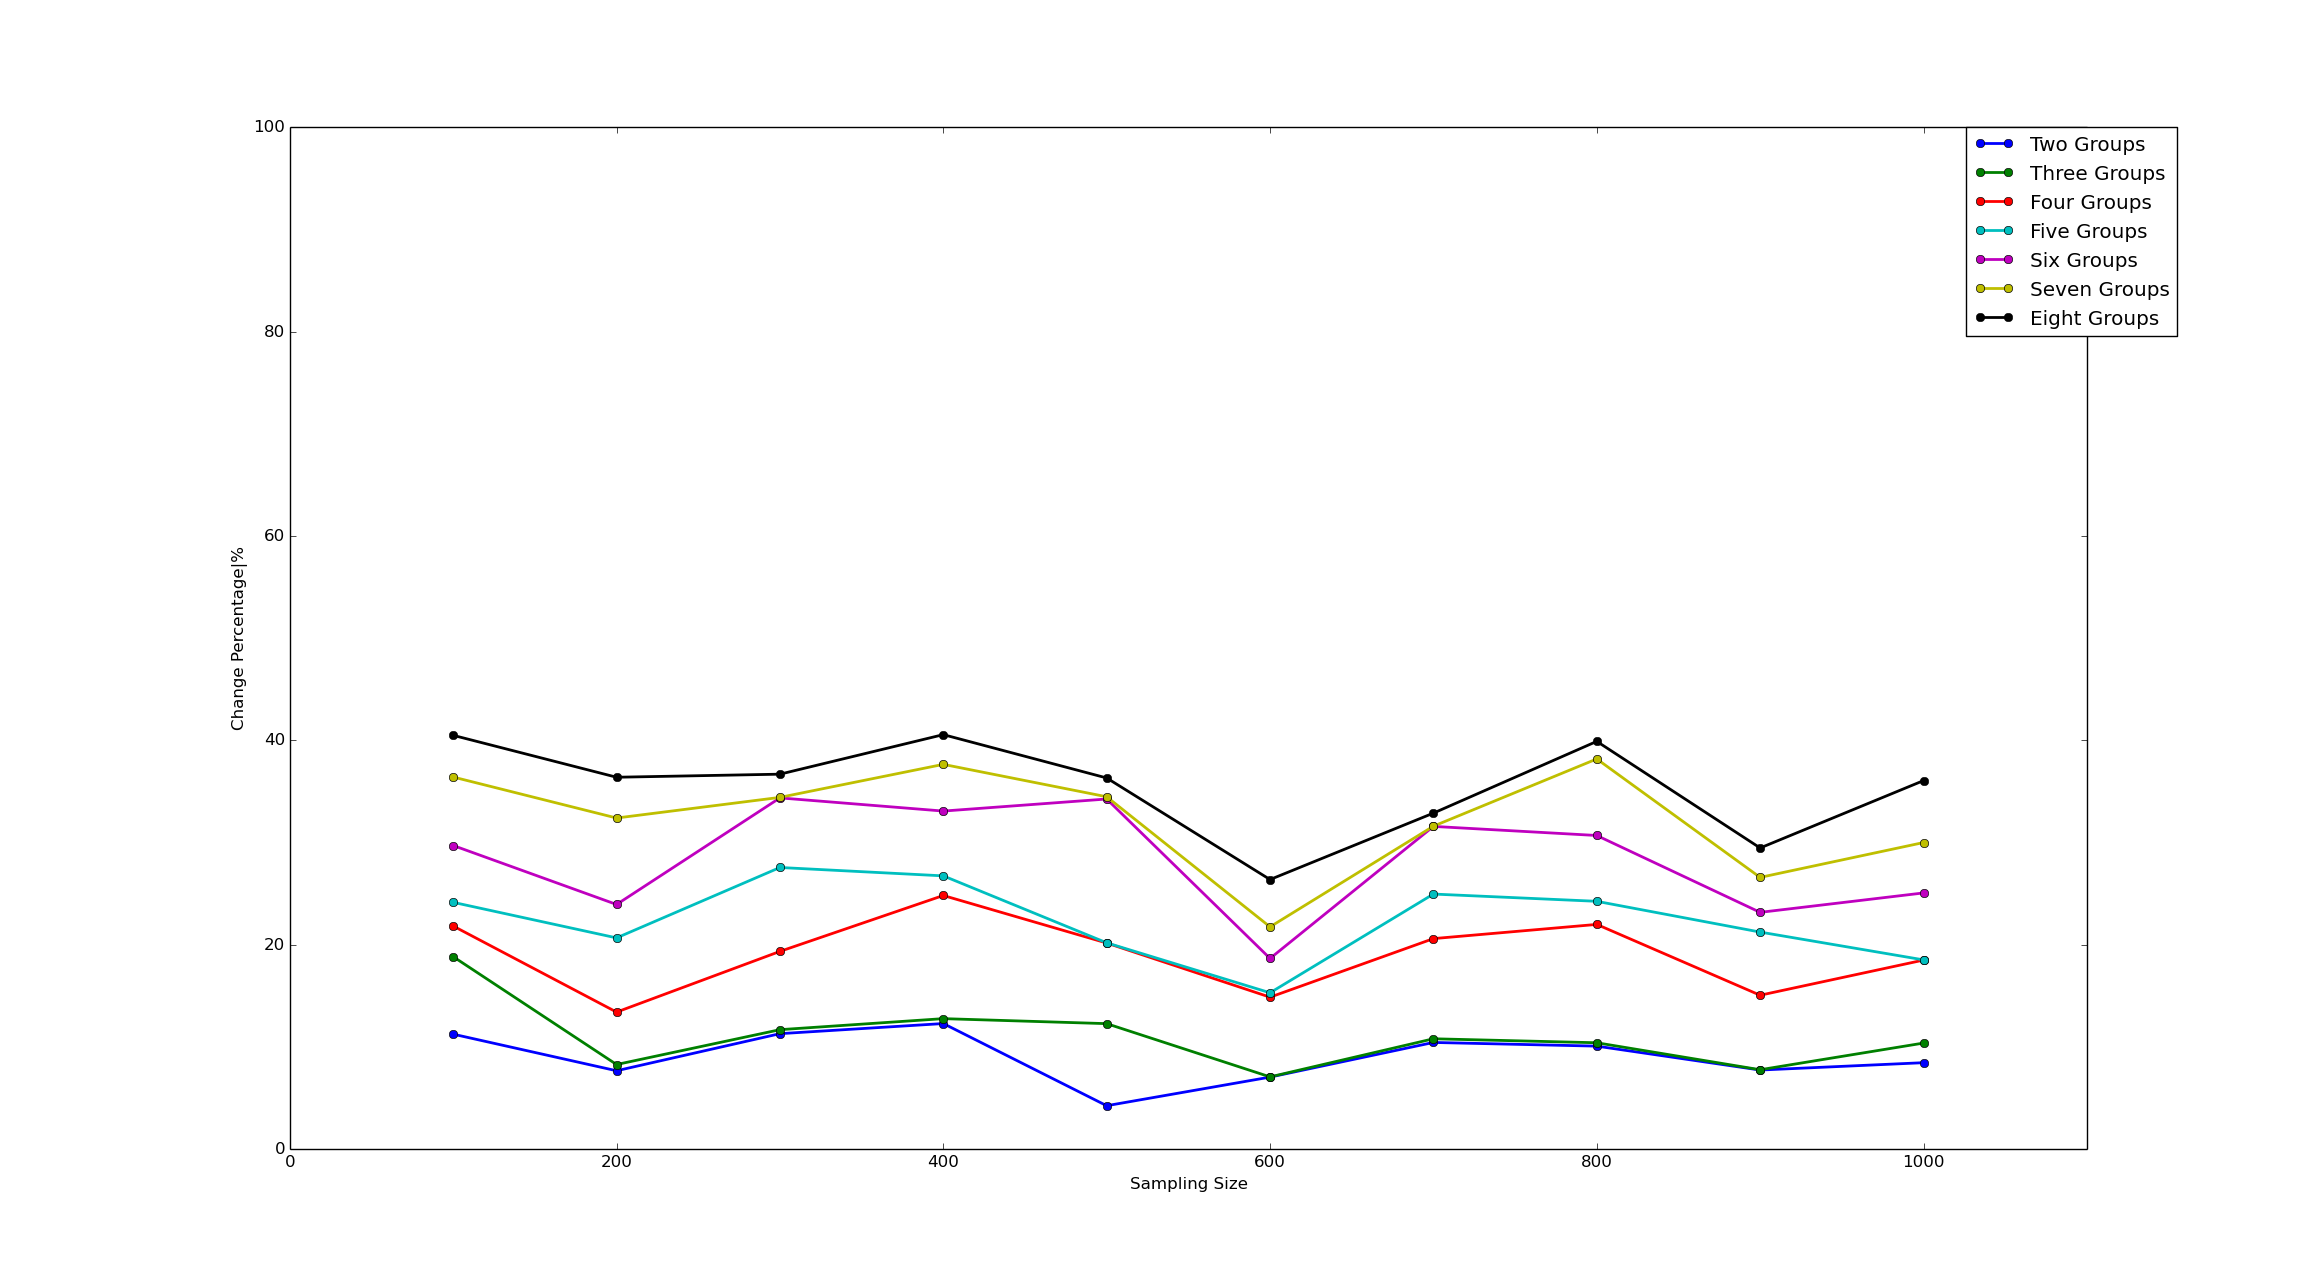 100
80
60
40
20
0
Change Percentage|%
0 200 400 600 800 1000
Sampling Size
Two Groups
Three Groups
Four Groups
Five Groups
Six Groups
Seven Groups
Eight Groups